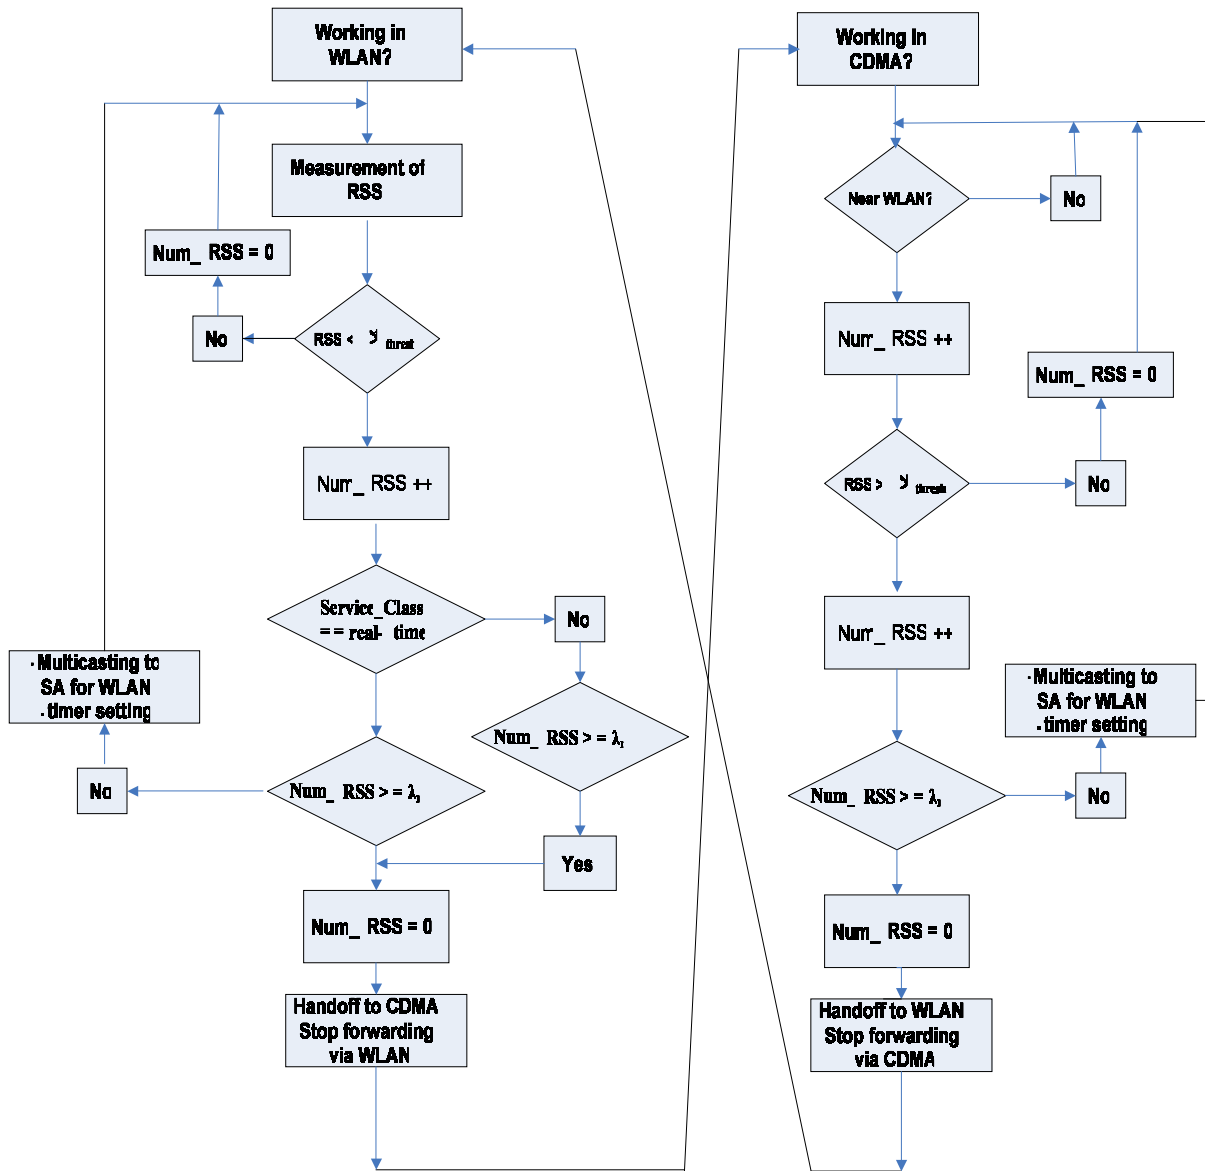 Working in
WLAN?
Measurement of
RSS
Num_ RSS = 0
No
RSS <
Num_ RSS ++
Service_Class
== real- time
No
·Multicasting to
SA for WLAN
·timer setting
Num_ RSS >= λ₁
No
Num_ RSS >= λ
Yes
Num_ RSS = 0
Handoff to CDMA
Stop forwarding
via WLAN
Working in
CDMA?
Near WLAN?
No
Num_ RSS ++
Num_ RSS = 0
RSS >
No
Num_ RSS ++
·Multicasting to
SA for WLAN
·timer setting
Num_ RSS >= λ
No
Num_ RSS = 0
Handoff to WLAN
Stop forwarding
via CDMA